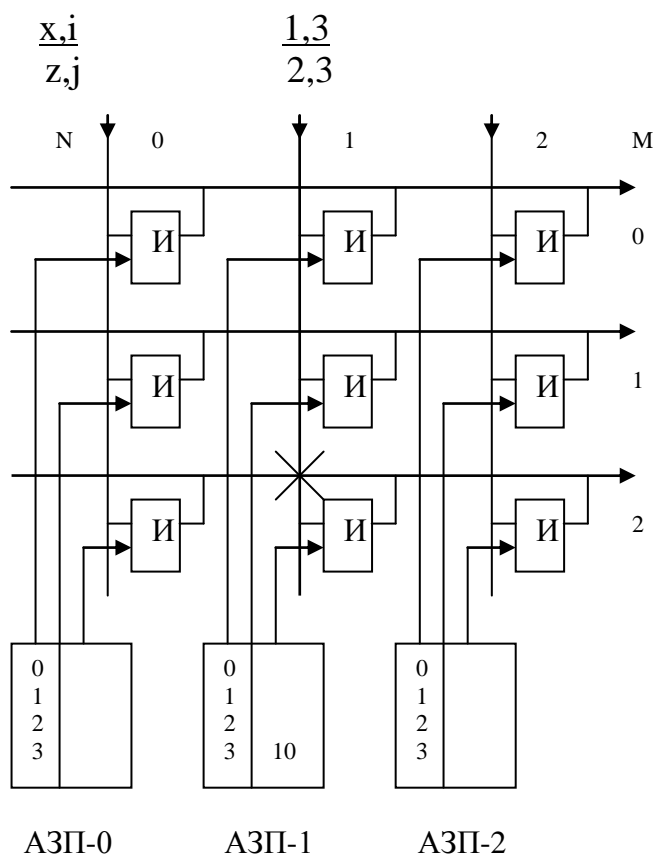 x,i 1,3
z,j 2,3
N 0 1 2 M
И И И
0
И И И
1
И И И
2
0 0 0
1 1 1
2 2 2
3 3 10 3
АЗП-0 АЗП-1 АЗП-2